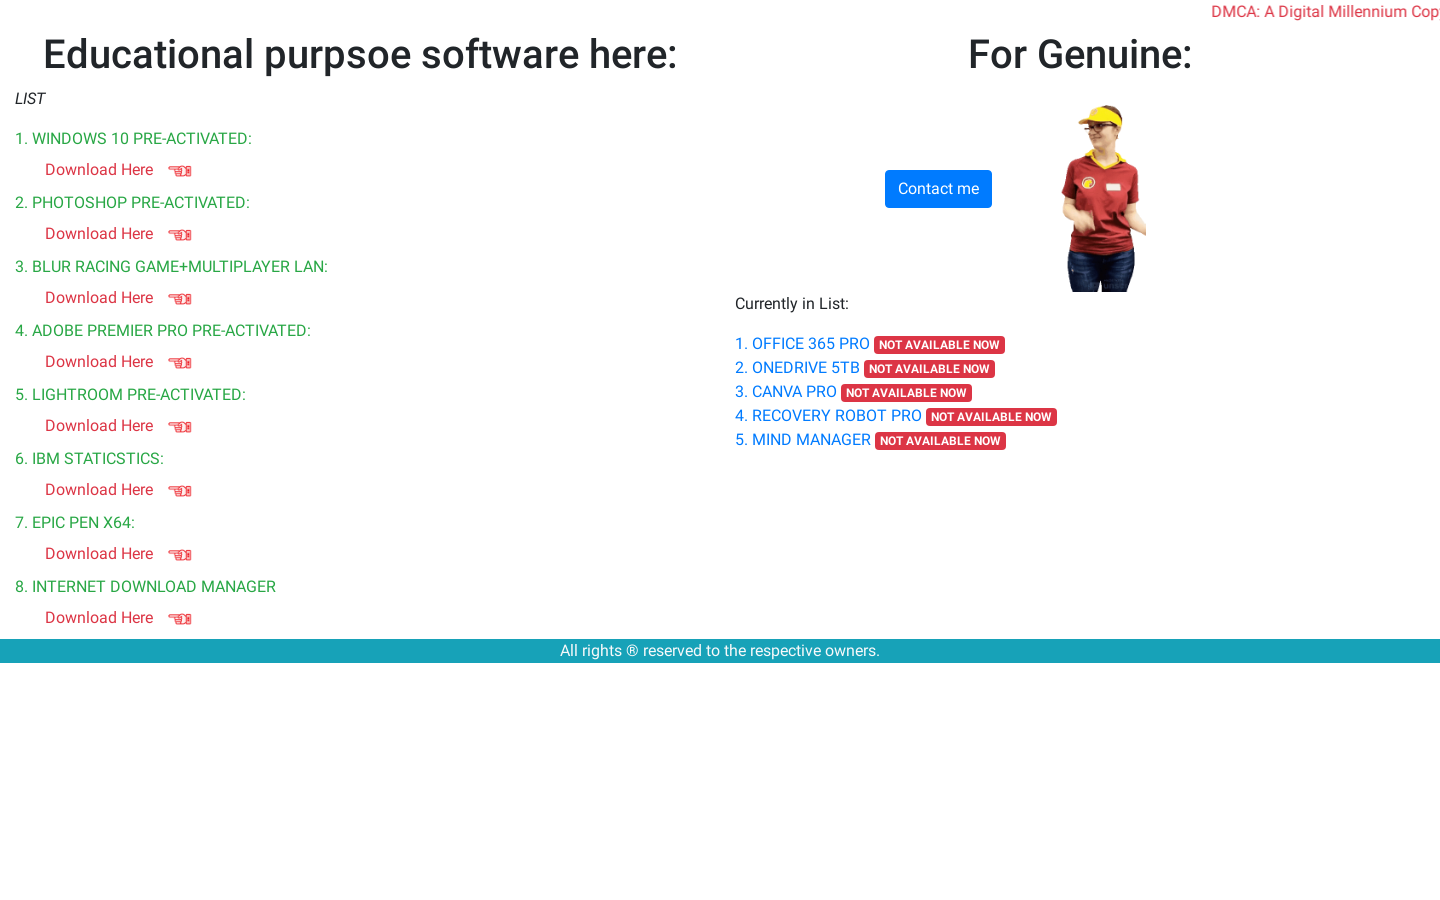 DMCA: A Digital Millennium
Educational purpsoe software here:
LIST
1. WINDOWS 10 PRE-ACTIVATED:
Download Here
2. PHOTOSHOP PRE-ACTIVATED:
Download Here
3. BLUR RACING GAME+MULTIPLAYER LAN:
Download Here
4. ADOBE PREMIER PRO PRE-ACTIVATED:
Download Here
5. LIGHTROOM PRE-ACTIVATED:
Download Here
6. IBM STATICSTICS:
Download Here
7. EPIC PEN X64:
Download Here
8. INTERNET DOWNLOAD MANAGER
Download Here
For Genuine:
Contact me
Currently in List:
1. OFFICE 365 PRO NOT AVAILABLE NOW
2. ONEDRIVE 5TB NOT AVAILABLE NOW
3. CANVA PRO NOT AVAILABLE NOW
4. RECOVERY ROBOT PRO NOT AVAILABLE NOW
5. MIND MANAGER NOT AVAILABLE NOW
All rights ® reserved to the respective owners.